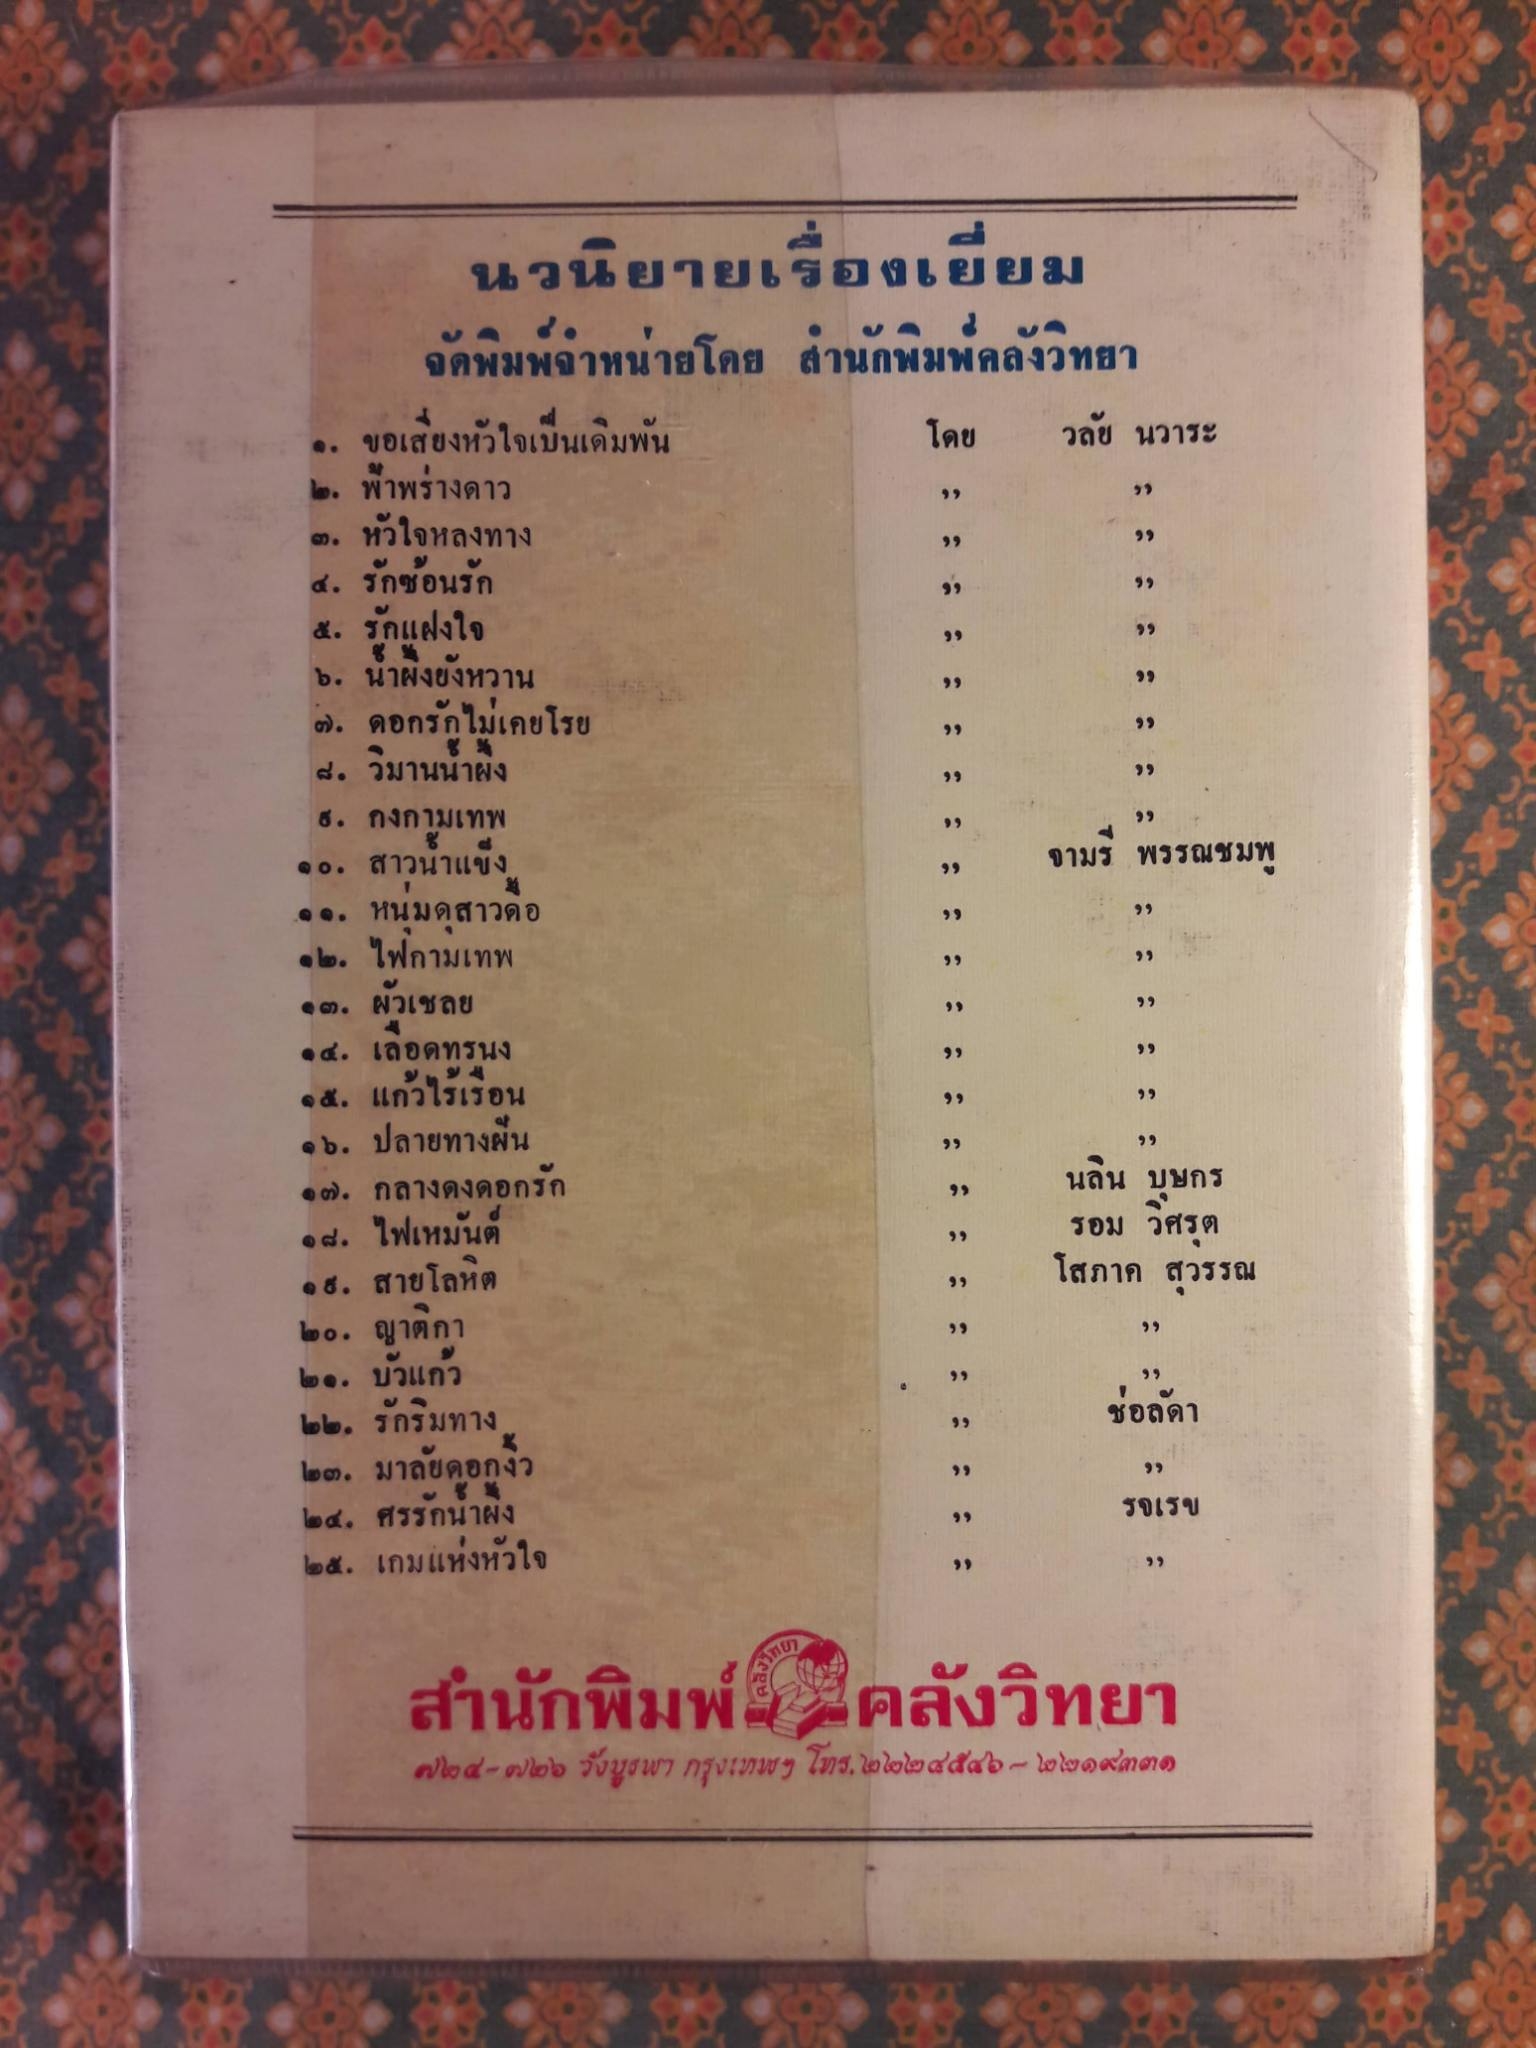 นวนิยายเรื่องเยี่ยม
จัดพิมพ์จำหน่ายโดย สำนักพิมพ์คลังวิทยา
๑. ขอเสี่ยงหัวใจเป็นเดิมพัน โดย วลัย นวาระ
๒. ฟ้าพร่างดาว ,, ,,
๓. หัวใจหลงทาง ,, ,,
๔. รักซ้อนรัก ,, ,,
๕. รักแฝงใจ ,, ,,
๖. น้ำผึ้งยังหวาน ,, ,,
๗. ดอกรักไม่เคยโรย ,, ,,
๘. วิมานน้ำผึ้ง ,, ,,
๙. กงกามเทพ ,, ,,
๑๐. สาวน้ำแข็ง ,, จามรี พรรณชมพู
๑๑. หนุ่มดุสาวดื้อ ,, ,,
๑๒. ไฟกามเทพ ,, ,,
๑๓. ผัวเชลย ,, ,,
๑๔. เลือดทรนง ,, ,,
๑๕. แก้วไร้เรือน ,, ,,
๑๖. ปลายทางฝัน ,, ,,
๑๗. กลางดงดอกรัก ,, นลิน บุษกร
๑๘. ไฟเหมันต์ ,, รอม วิศรุต
๑๙. สายโลหิต ,, โสภาค สุวรรณ
๒๐. ญาติกา ,, ,,
๒๑. บัวแก้ว ,, ,,
๒๒. รักริมทาง ,, ช่อลัดา
๒๓. มาลัยดอกงิ้ว ,, ,,
๒๔. ศรรักน้ำผึ้ง ,, รจเรข
๒๕. เกมแห่งหัวใจ ,, ,,
สำนักพิมพ์ คลังวิทยา คลังวิทยา
๗๒๔-๗๒๖ วังบูรพา กรุงเทพฯ โทร. ๒๒๒๔๕๔๖ - ๒๒๑๙๓๓๑